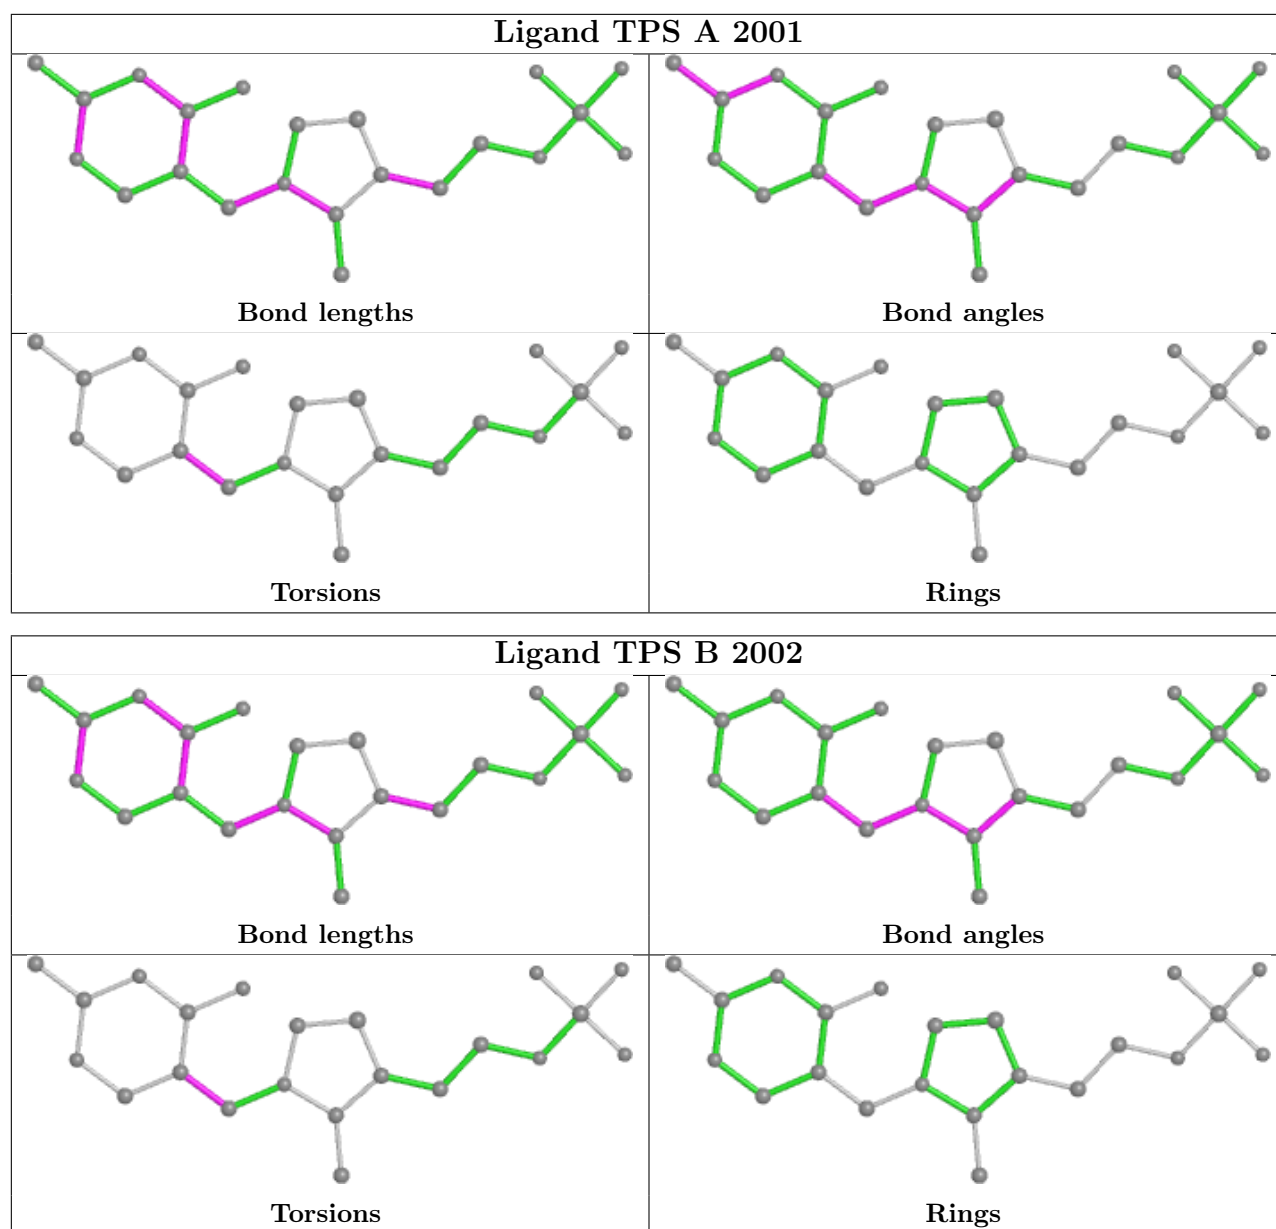 Ligand TPS A 2001
Bond lengths
Bond angles
Torsions
Rings
Ligand TPS B 2002
Bond lengths
Bond angles
Torsions
Rings